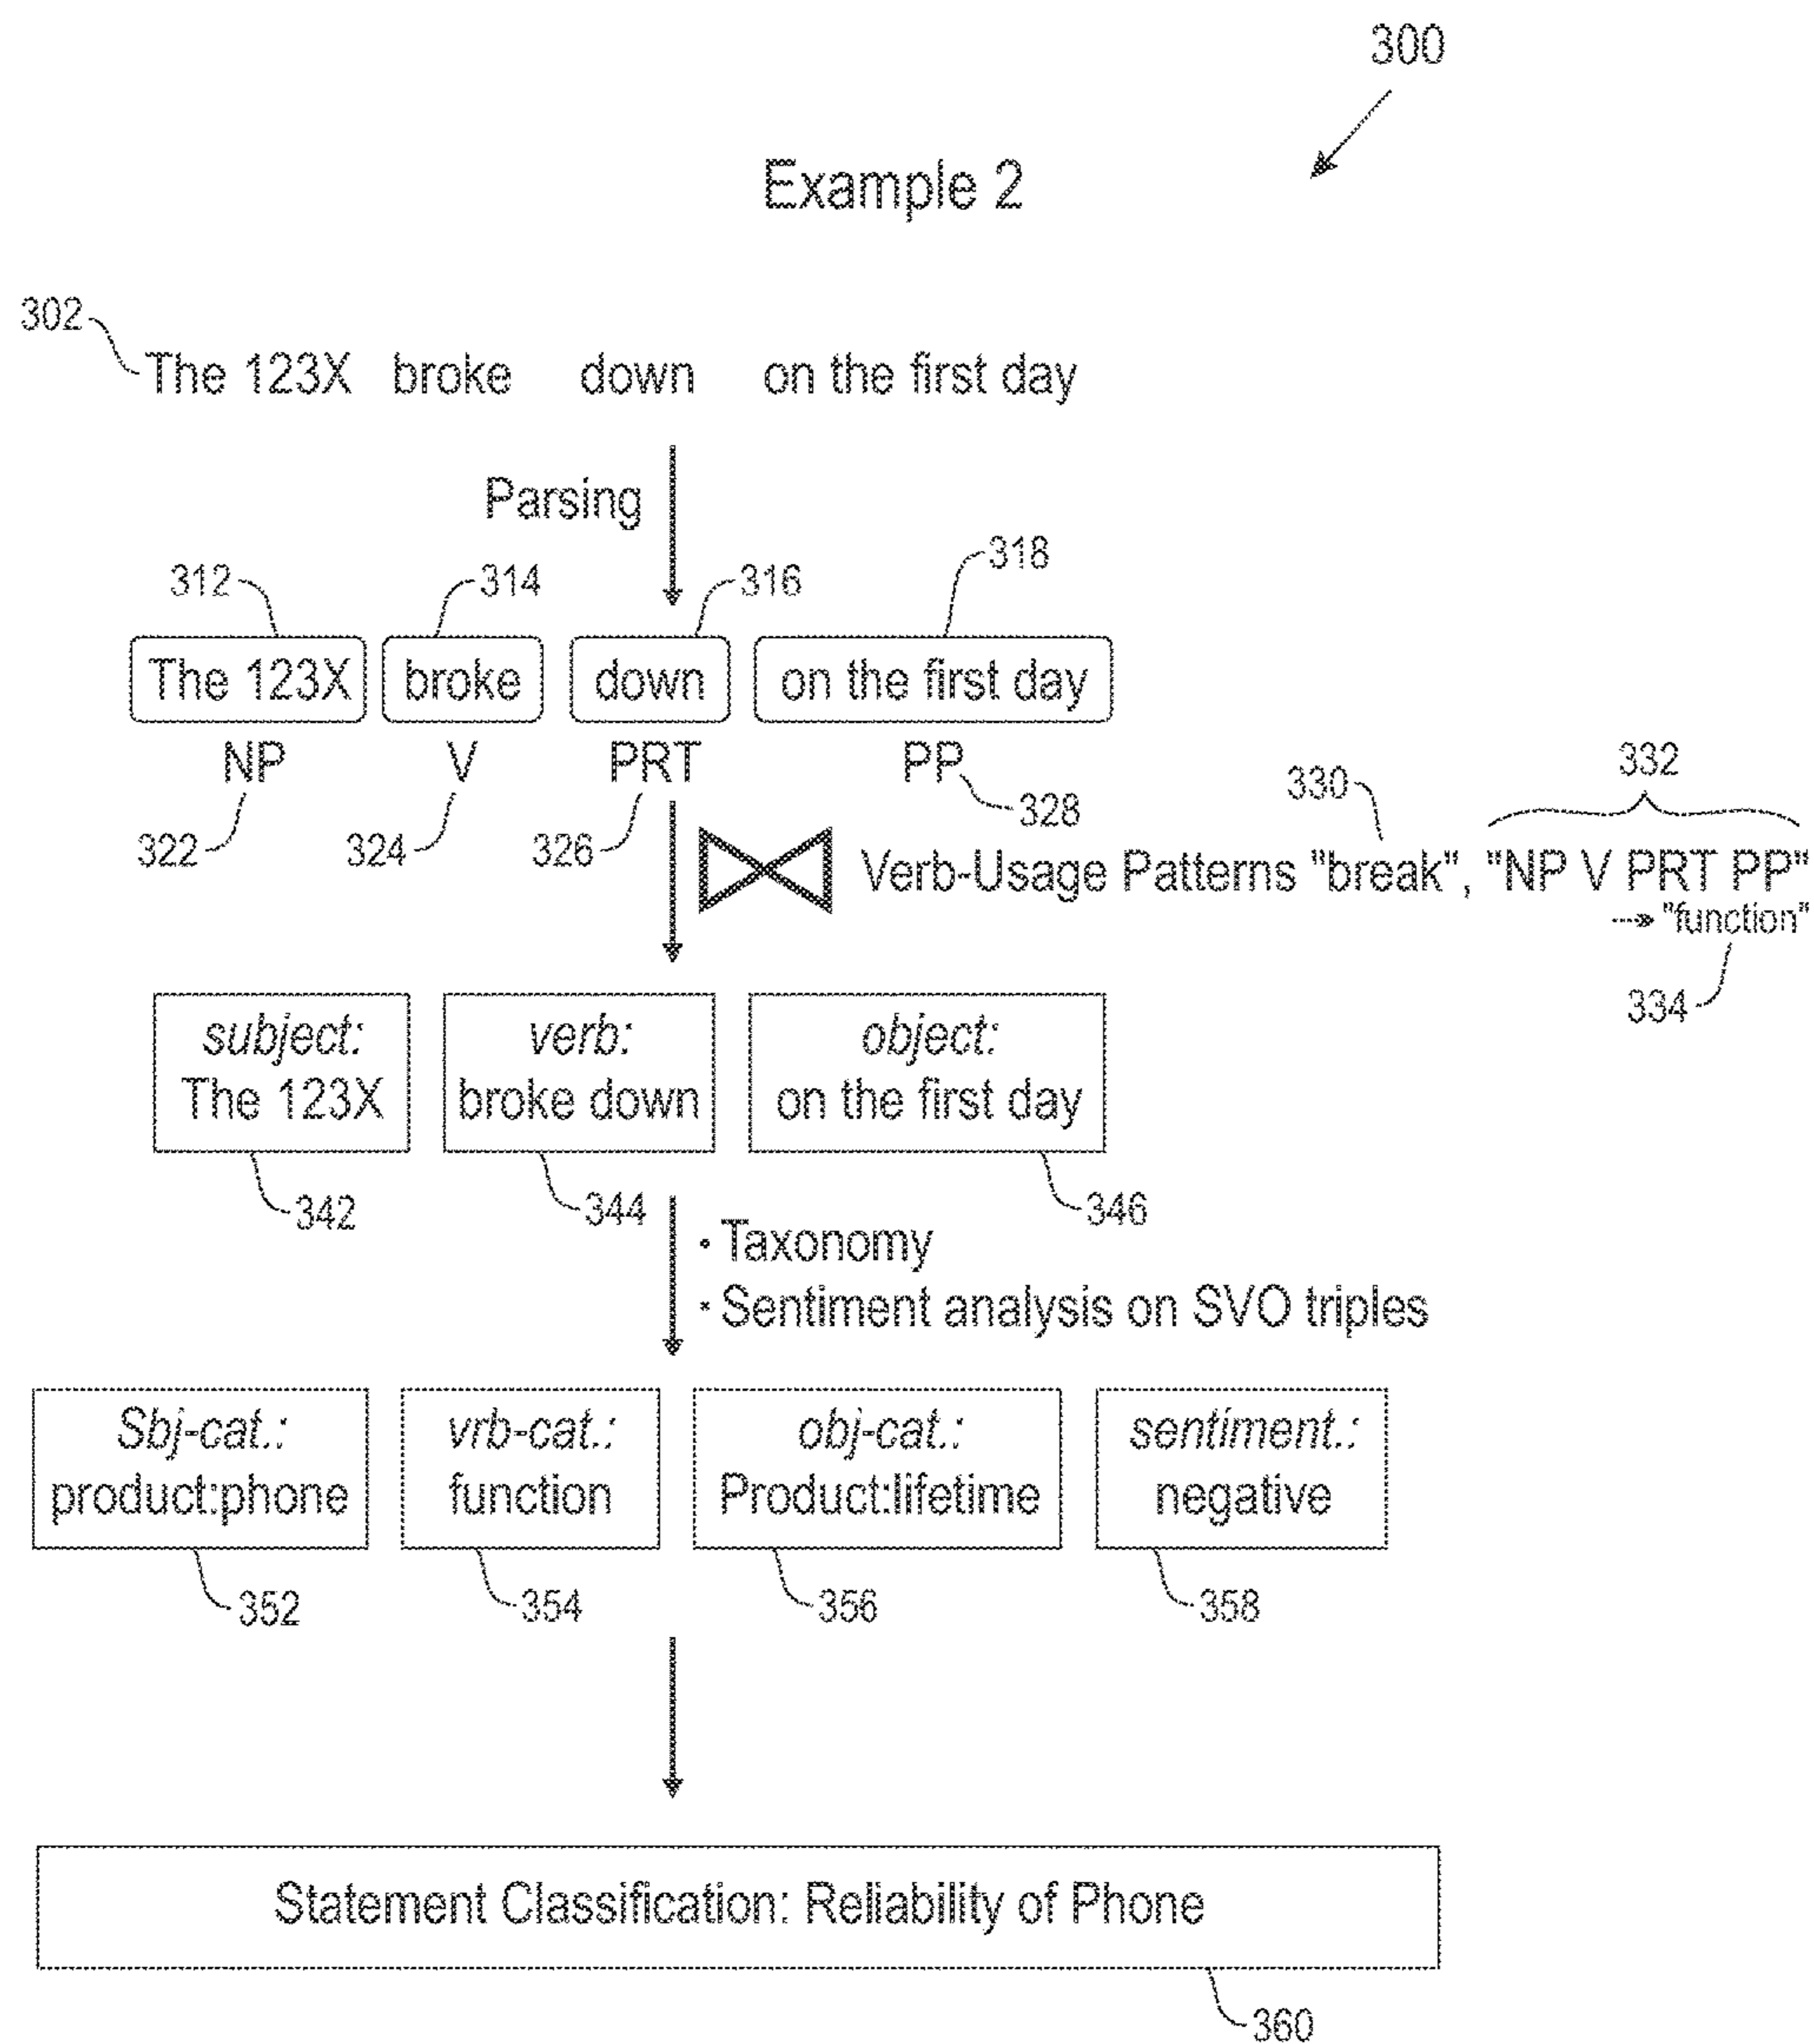 300
Example 2
302
The 123X broke down on the first day
Parsing
312 314 316 318
The 123X broke down on the first day
NP V PRT PP
322 324 326 328
330 332
Verb-Usage Patterns "break", "NP V PRT PP"
"function"
334
subject: verb: object:
The 123X broke down on the first day
342 344 346
• Taxonomy
• Sentiment analysis on SVO triples
Sbj-cat.: vrb-cat.: obj-cat.: sentiment.:
product:phone function Product:lifetime negative
352 354 356 358
Statement Classification: Reliability of Phone
360